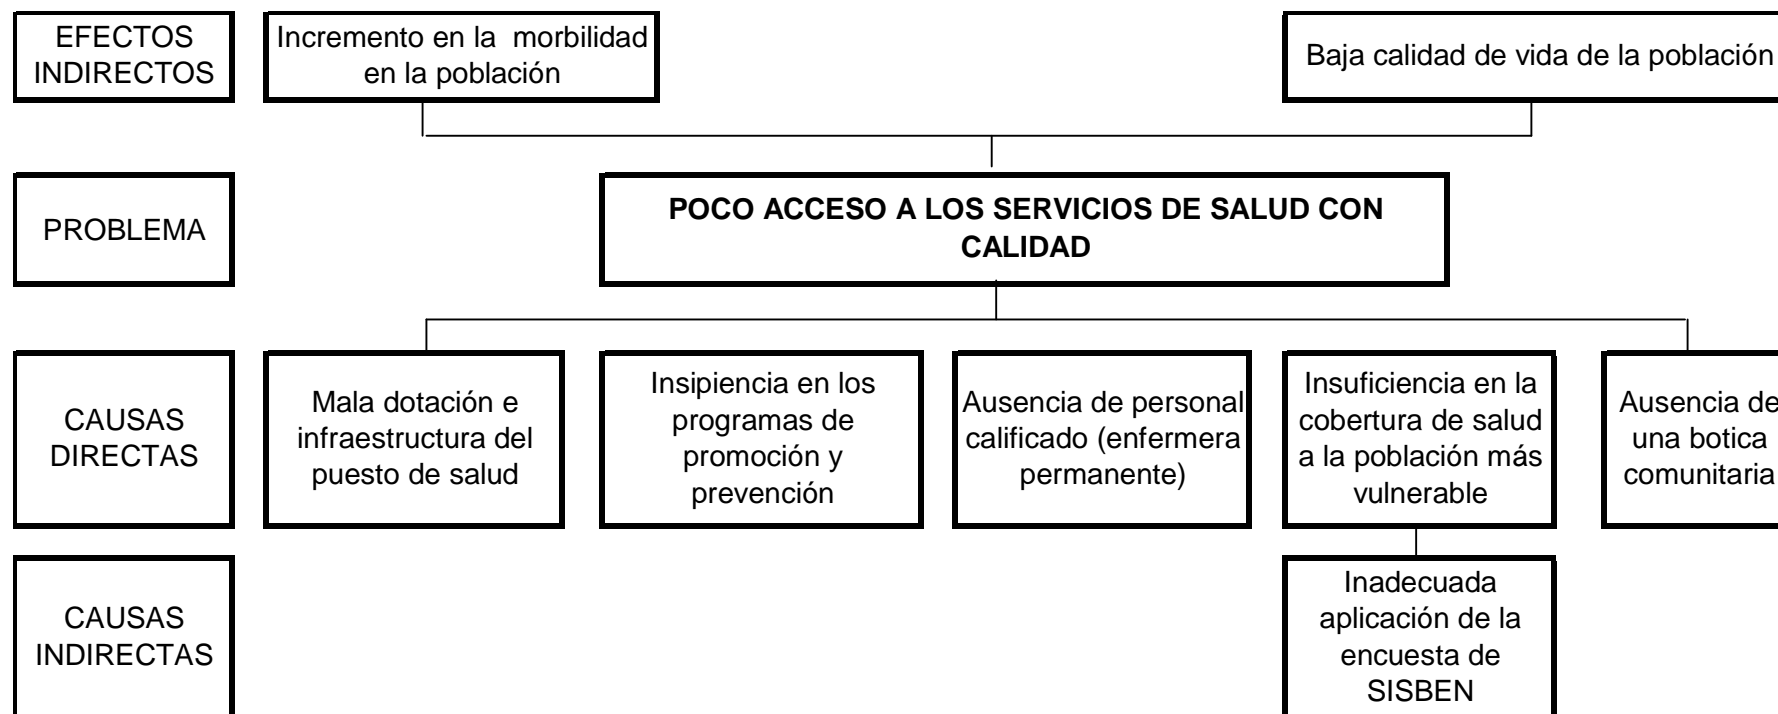 EFECTOS
INDIRECTOS
Incremento en la morbilidad
en la población
Baja calidad de vida de la población
PROBLEMA
POCO ACCESO A LOS SERVICIOS DE SALUD CON
CALIDAD
CAUSAS
DIRECTAS
Mala dotación e
infraestructura del
puesto de salud
Insipiencia en los
programas de
promoción y
prevención
Ausencia de personal
calificado (enfermera
permanente)
Insuficiencia en la
cobertura de salud
a la población más
vulnerable
Ausencia de
una botica
comunitaria
CAUSAS
INDIRECTAS
Inadecuada
aplicación de la
encuesta de
SISBEN